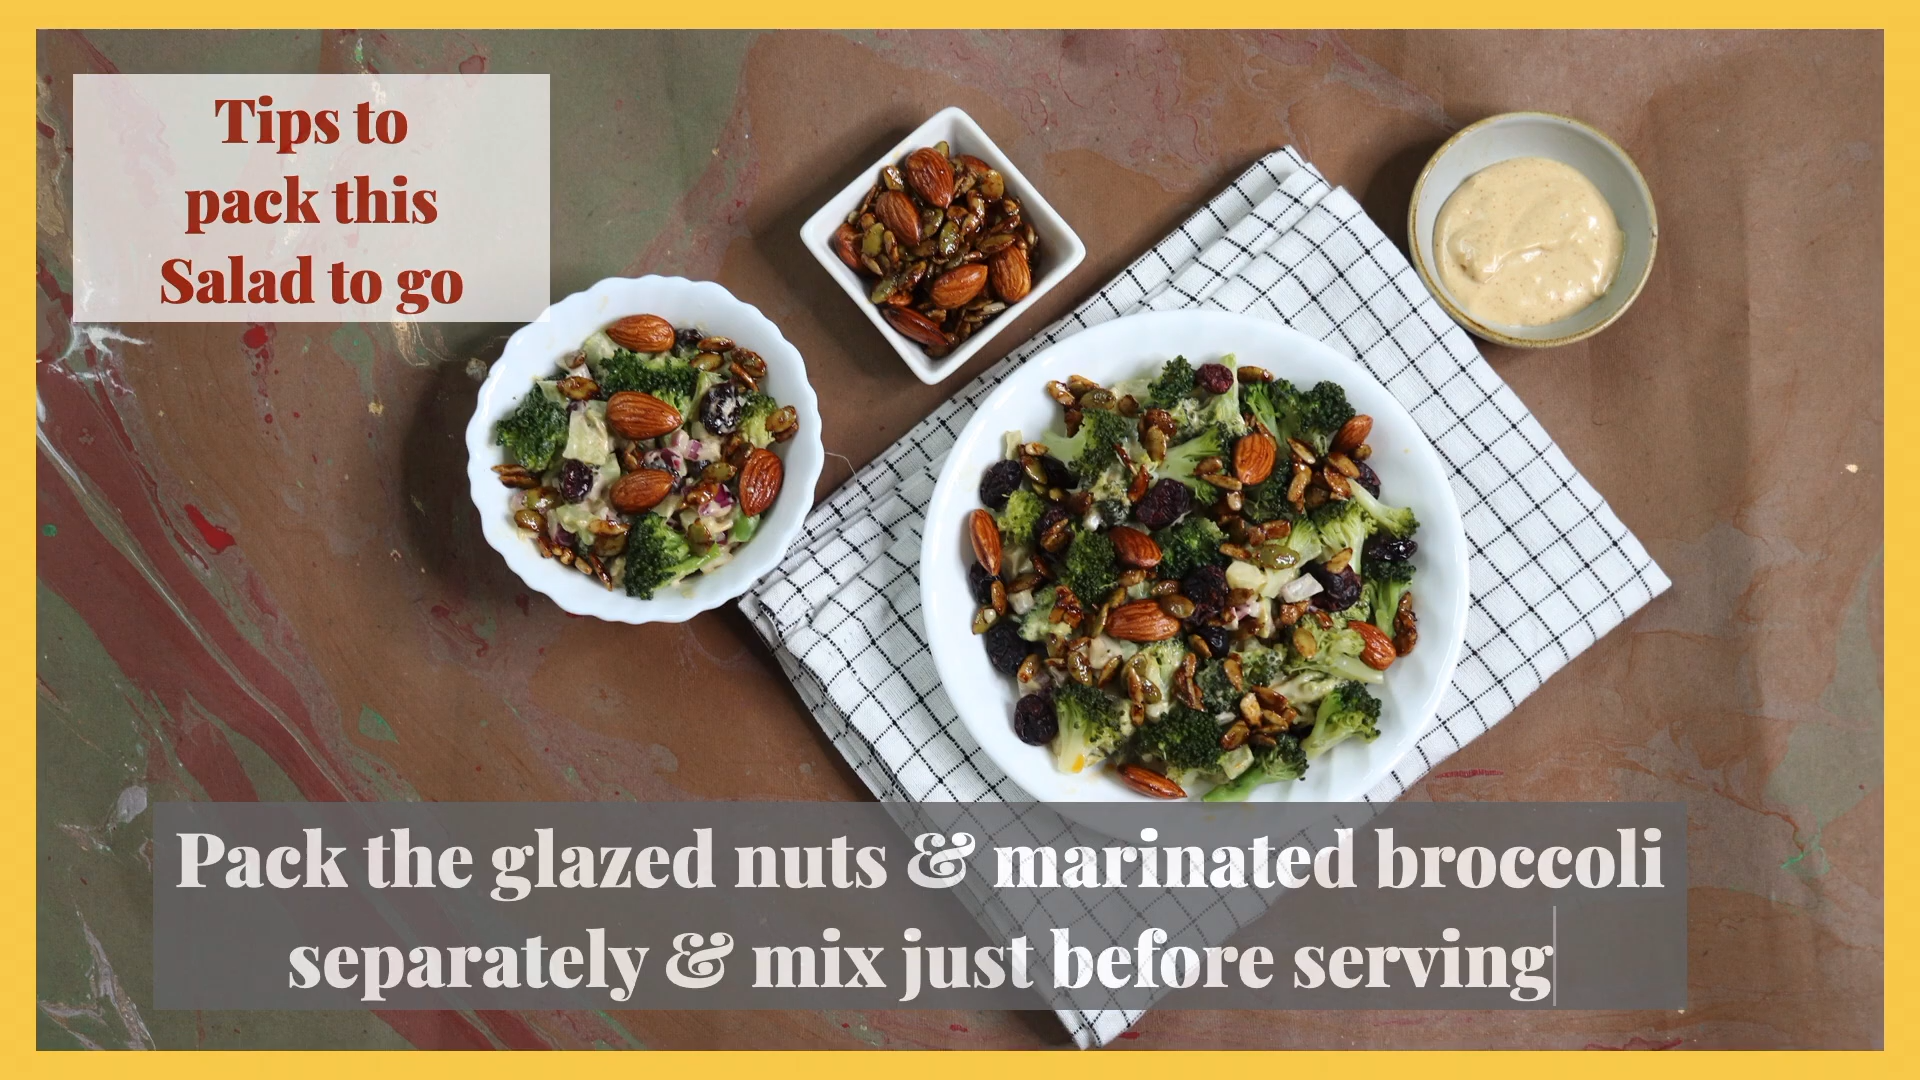 Tips to
pack this
Salad to go
Pack the glazed nuts & marinated broccoli
separately & mix just before serving